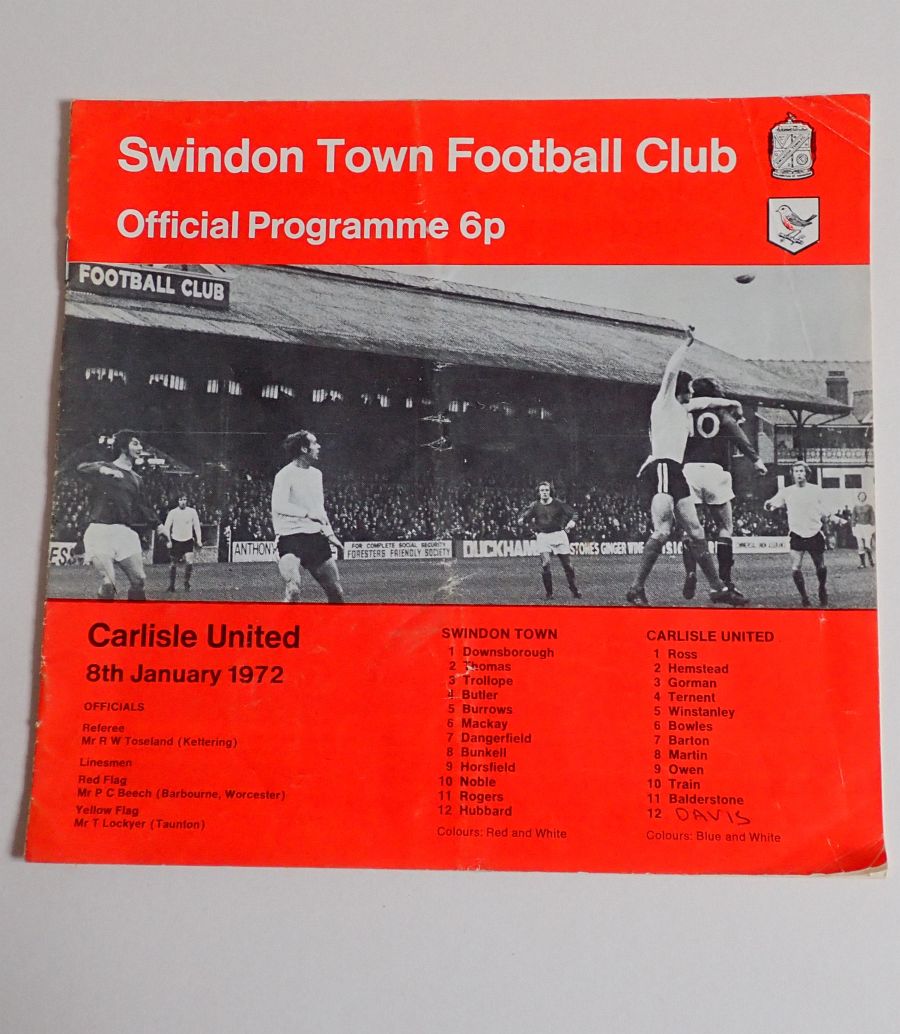 Swindon Town Football Club
Official Programme 6p
FOOTBALL CLUB
10
11
ANTHONY
FOR COMPLETE SOCIAL SECURITY
FORESTERS FRIENDLY SOCIETY
DUCKHAM
STONES GINGER WINE
Carlisle United
8th January 1972
OFFICIALS
Referee
Mr R W Toseland (Kettering)
Linesmen
Red Flag
Mr P C Beech (Barbourne, Worcester)
Yellow Flag
Mr T Lockyer (Taunton)
SWINDON TOWN
1 Downsborough
2 Thomas
3 Trollope
4 Butler
5 Burrows
6 Mackay
7 Dangerfield
8 Bunkell
9 Horsfield
10 Noble
11 Rogers
12 Hubbard
Colours: Red and White
CARLISLE UNITED
1 Ross
2 Hemstead
3 Gorman
4 Ternent
5 Winstanley
6 Bowles
7 Barton
8 Martin
9 Owen
10 Train
11 Balderstone
12 DAVIS
Colours: Blue and White